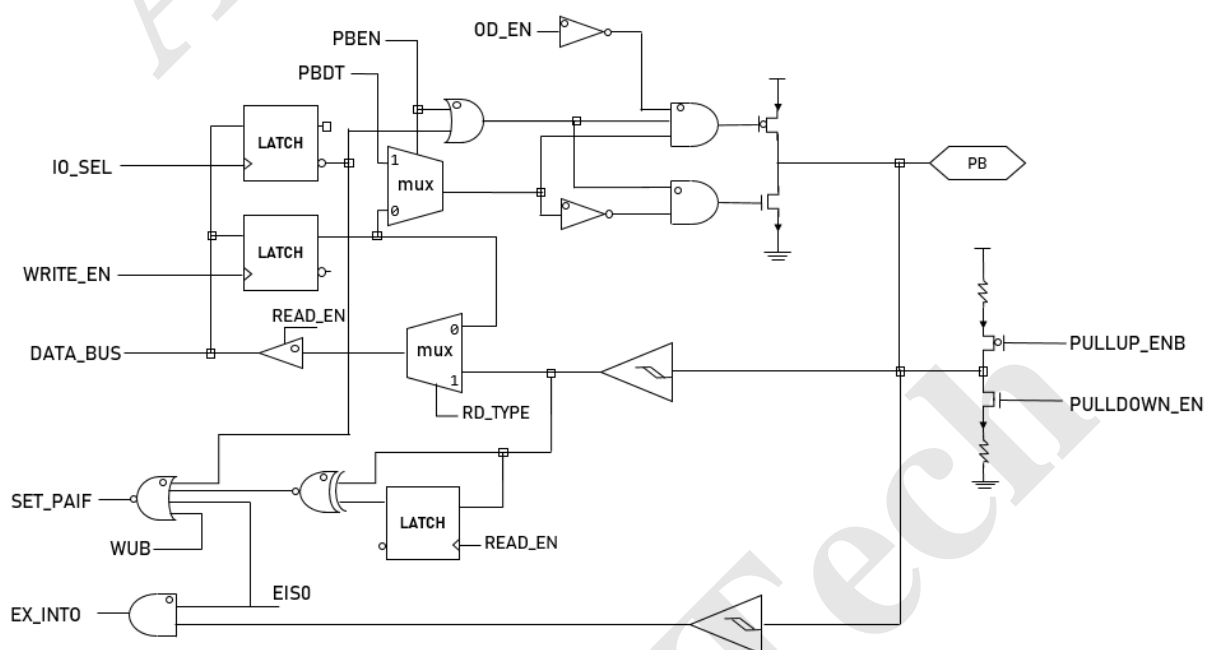 OD_EN
PBEN
PBDT
LATCH
IO_SEL
1
mux
0
PB
LATCH
WRITE_EN
READ_EN
DATA_BUS
0
mux
1
RD_TYPE
PULLUP_ENB
PULLDOWN_EN
SET_PAIF
WUB
LATCH
READ_EN
EIS0
EX_INT0
Tech